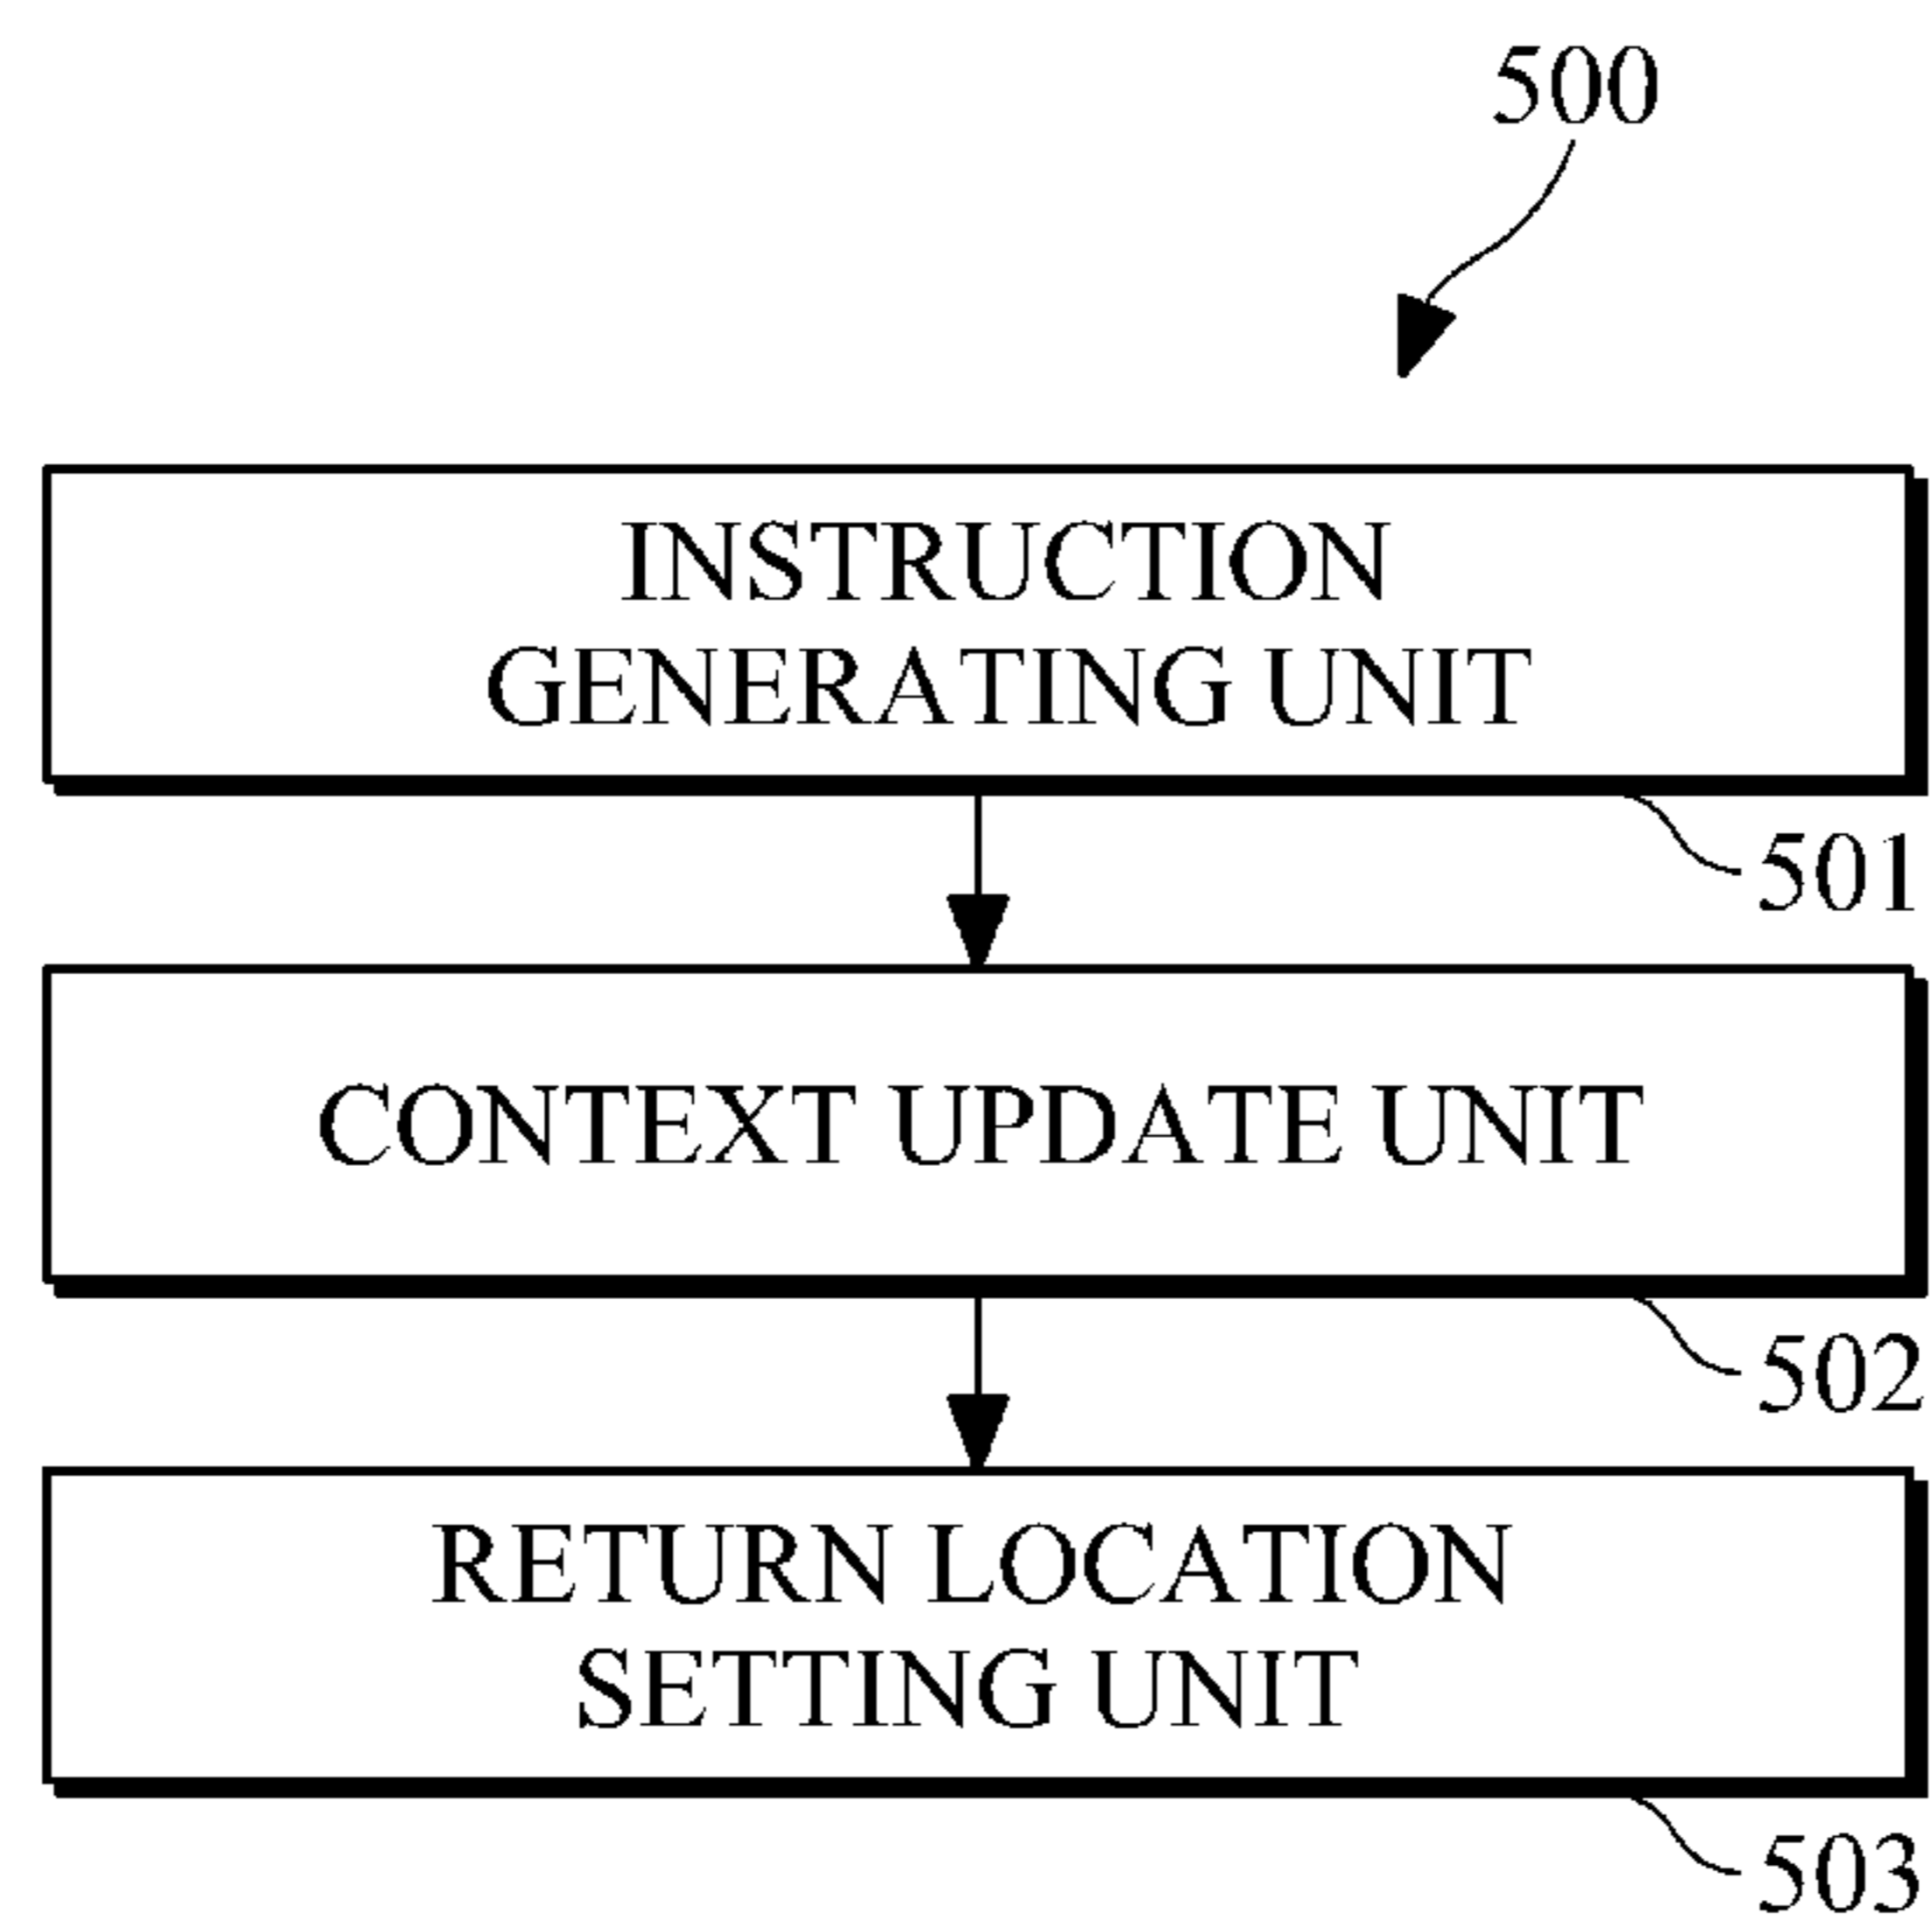 500
INSTRUCTION
GENERATING UNIT
501
CONTEXT UPDATE UNIT
502
RETURN LOCATION
SETTING UNIT
503